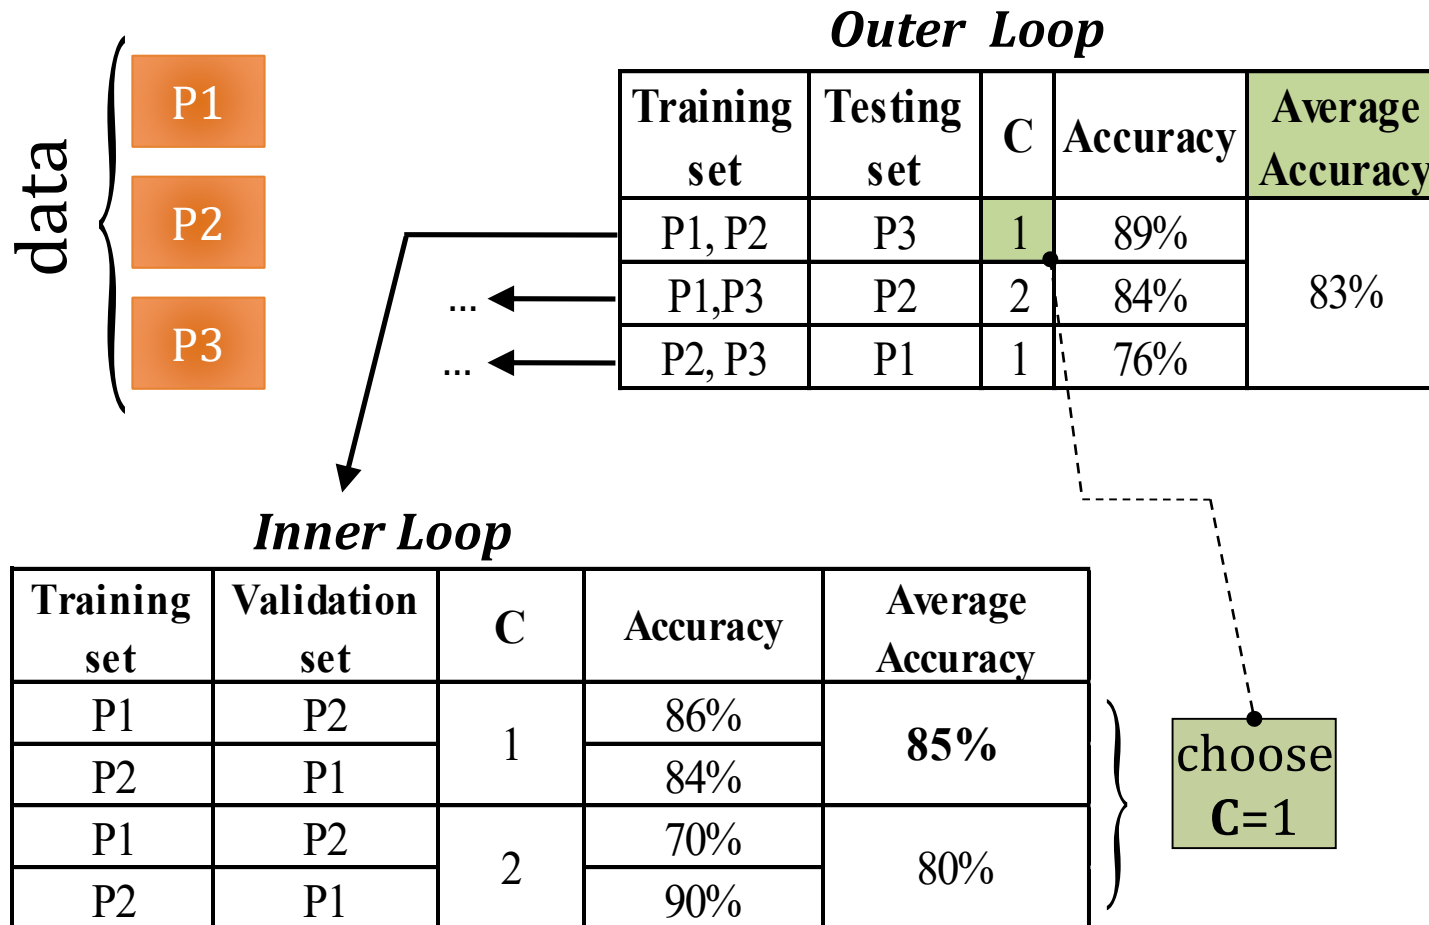 data
P1
P2
P3
Outer Loop
Training set Testing set C Accuracy Average Accuracy
P1, P2 P3 1 89% 83%
... P1,P3 P2 2 84%
... P2, P3 P1 1 76%
Inner Loop
Training set Validation set C Accuracy Average Accuracy
P1 P2 1 86% 85%
P2 P1 84%
P1 P2 2 70% 80%
P2 P1 90%
choose
C=1